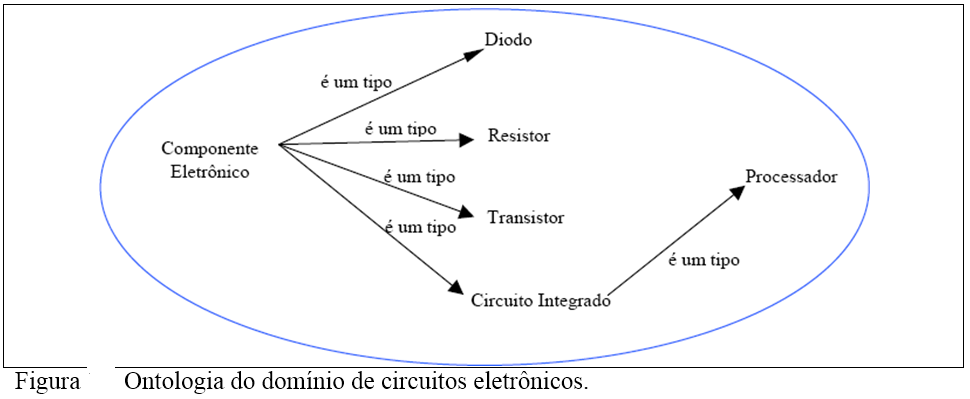 Diodo
é um tipo
é um tipo
Resistor
Componente
Eletrônico
é um tipo
Processador
Transistor
é um tipo
é um tipo
Circuito Integrado
Figura Ontologia do domínio de circuitos eletrônicos.